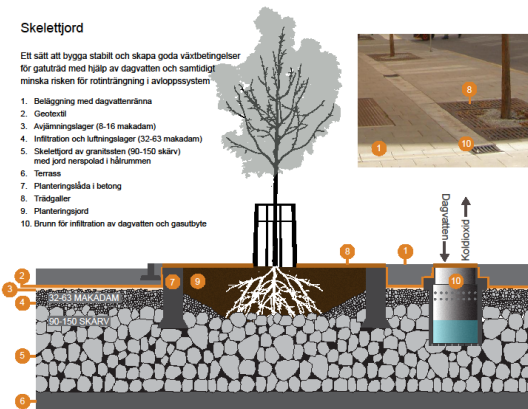 Skelettjord
Ett sätt att bygga stabilt och skapa goda växtbetingelser
för gatuträd med hjälp av dagvatten och samtidigt
minska risken för rotinträngning i avloppssystem
1. Beläggning med dagvattenränna
2. Geotextil
3. Avjämningslager (8-16 makadam)
4. Infiltration och luftningslager (32-63 makadam)
5. Skelettjord av granitssten (90-150 skärv)
med jord nerspolad i hålrummen
6. Terrass
7. Planteringslåda i betong
8. Trädgaller
9. Planteringsjord
10. Brunn för infiltration av dagvatten och gasutbyte
8
1
10
Dagvatten
Koldioxid
8
1
2
7
9
10
3
32-63 MAKADAM
4
90-150 SKÄRV
5
6